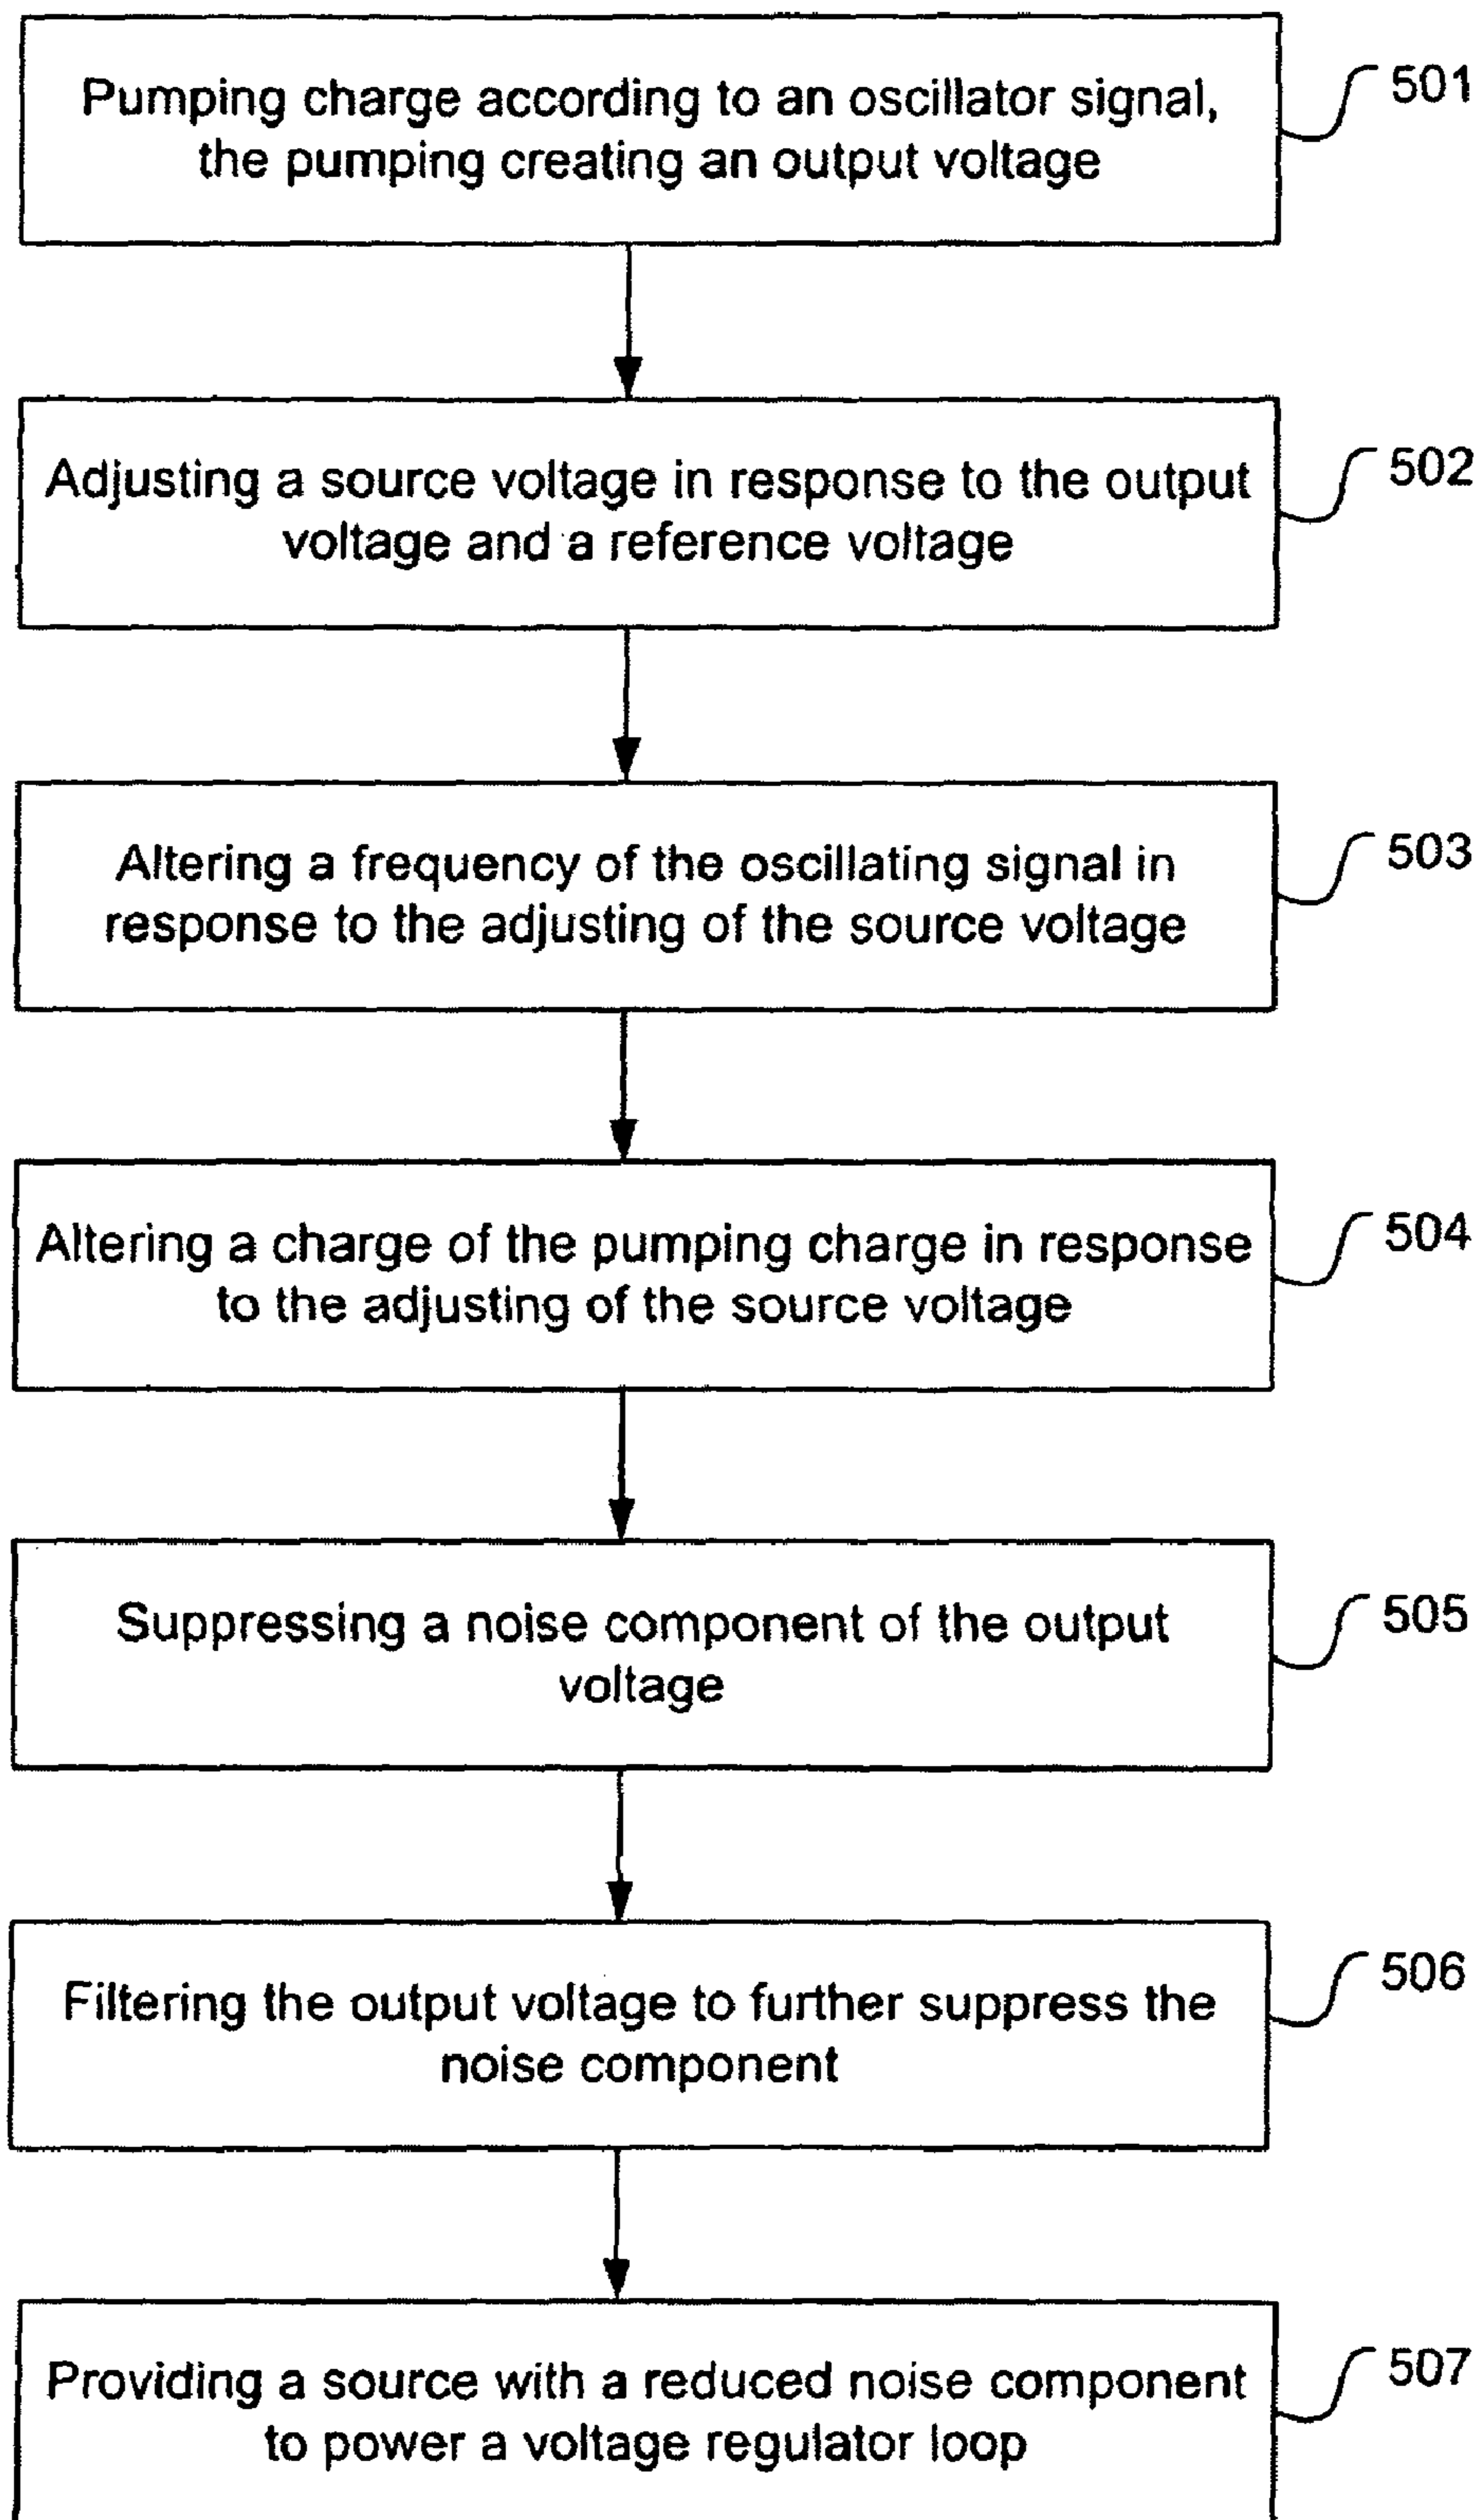 Pumping charge according to an oscillator signal,
the pumping creating an output voltage
501
Adjusting a source voltage in response to the output
voltage and a reference voltage
502
Altering a frequency of the oscillating signal in
response to the adjusting of the source voltage
503
Altering a charge of the pumping charge in response
to the adjusting of the source voltage
504
Suppressing a noise component of the output
voltage
505
Filtering the output voltage to further suppress the
noise component
506
Providing a source with a reduced noise component
to power a voltage regulator loop
507